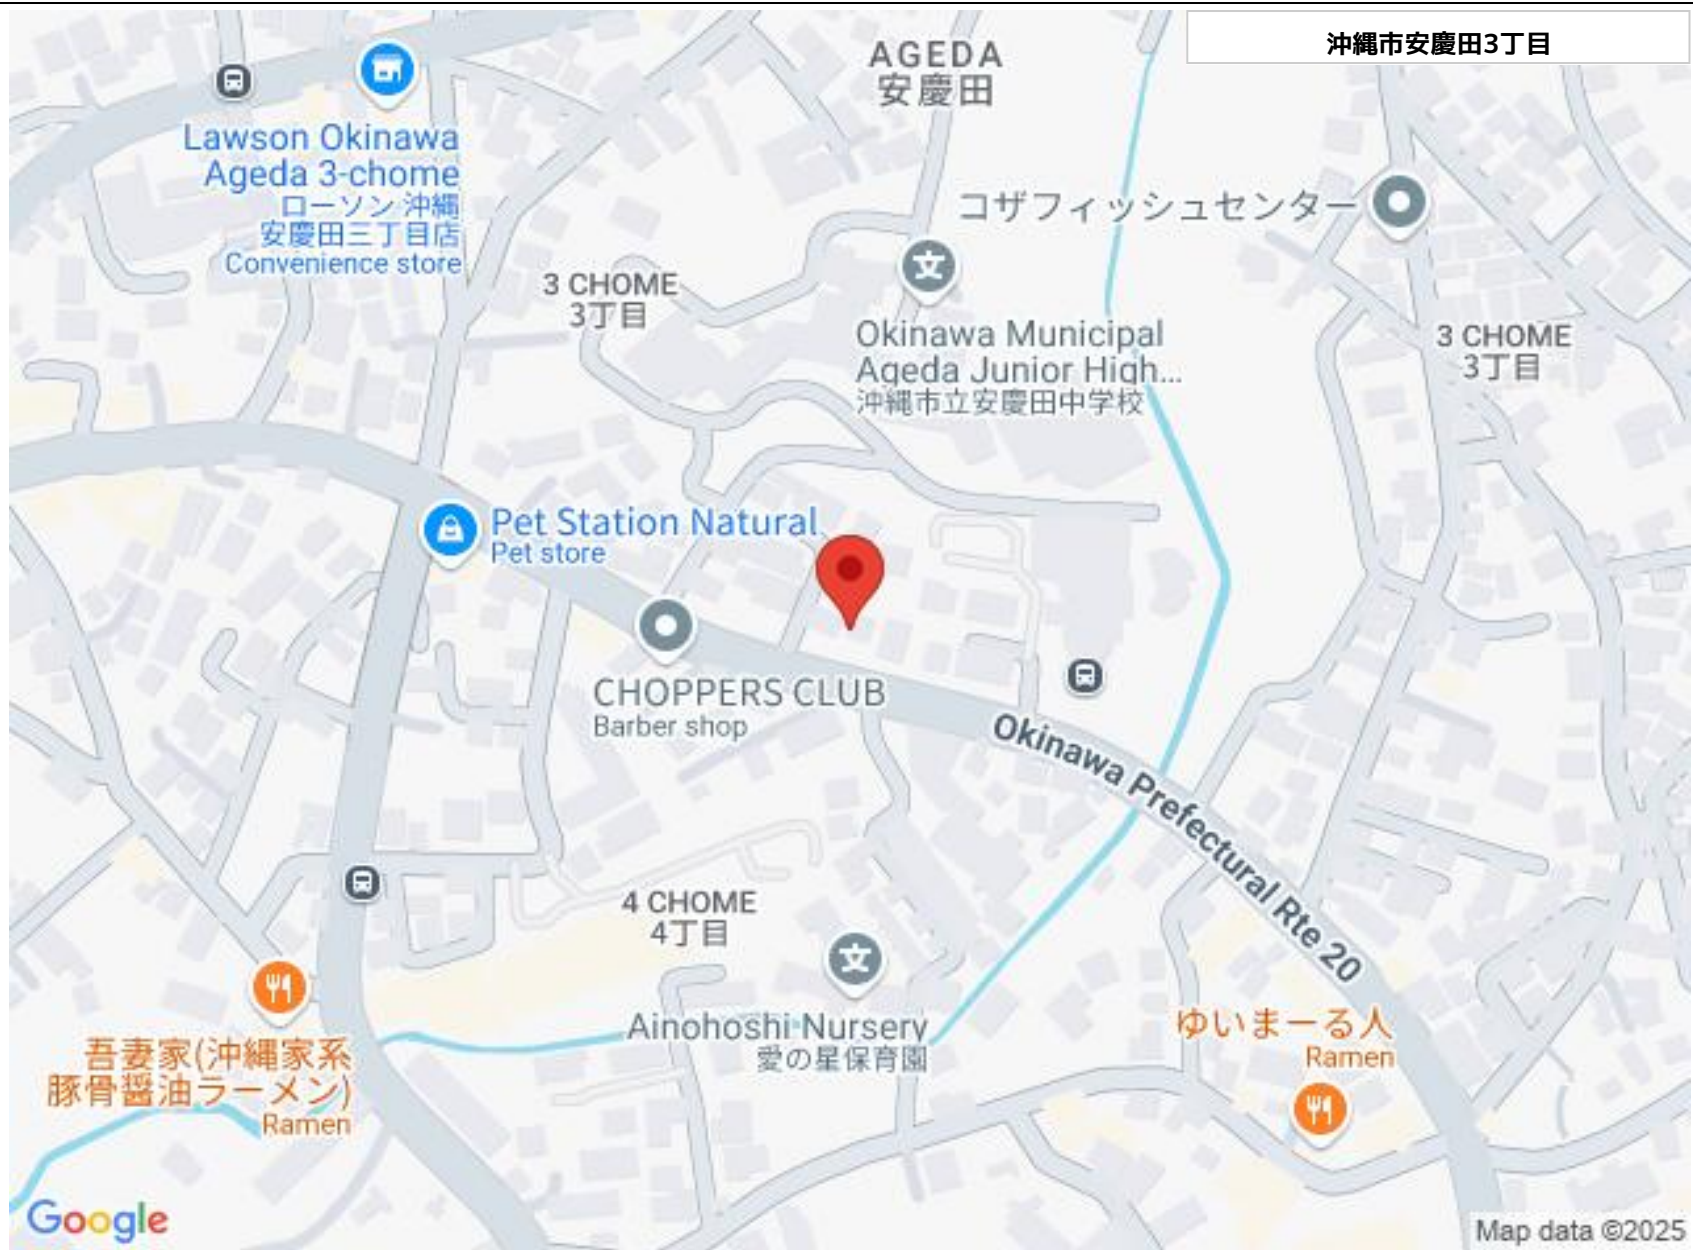 沖縄市安慶田3丁目
AGEDA
安慶田
Lawson Okinawa
Ageda 3-chome
ローソン 沖縄
安慶田三丁目店
Convenience store
コザフィッシュセンター
3 CHOME
3丁目
Okinawa Municipal
Ageda Junior High...
沖縄市立安慶田中学校
3 CHOME
3丁目
Pet Station Natural
Pet store
CHOPPERS CLUB
Barber shop
Okinawa Prefectural Rte 20
4 CHOME
4丁目
Ainohoshi Nursery
愛の星保育園
ゆいまーる人
Ramen
吾妻家(沖縄家系
豚骨醤油ラーメン)
Ramen
Google
Map data ©2025